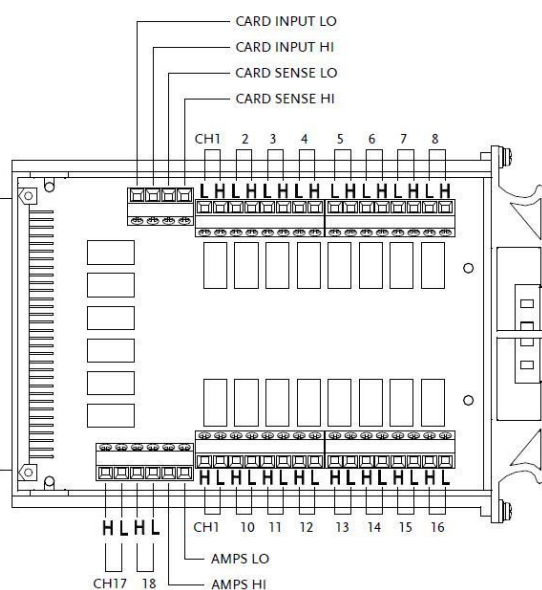 CARD INPUT LO
CARD INPUT HI
CARD SENSE LO
CARD SENSE HI
CH1 2 3 4 5 6 7 8
L H L H L H L H L H L H L H L H
H L H L H L H L H L H L H L H L
CH1 10 11 12 13 14 15 16
H L H L
AMPS LO
CH17 18 AMPS HI